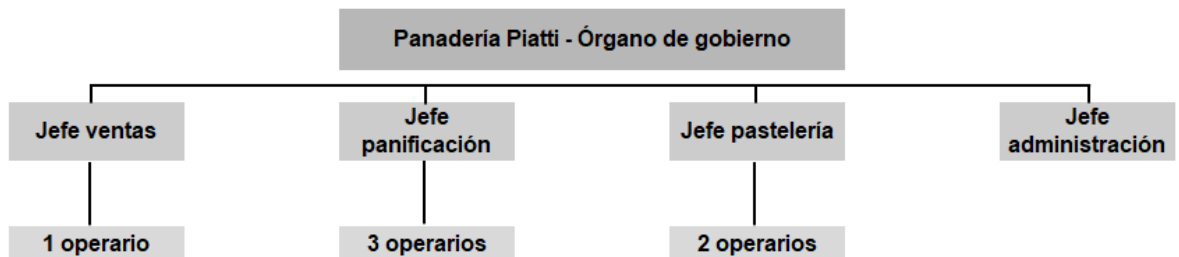 Panadería Piatti - Órgano de gobierno
Jefe ventas
Jefe
panificación
Jefe pastelería
Jefe
administración
1 operario
3 operarios
2 operarios